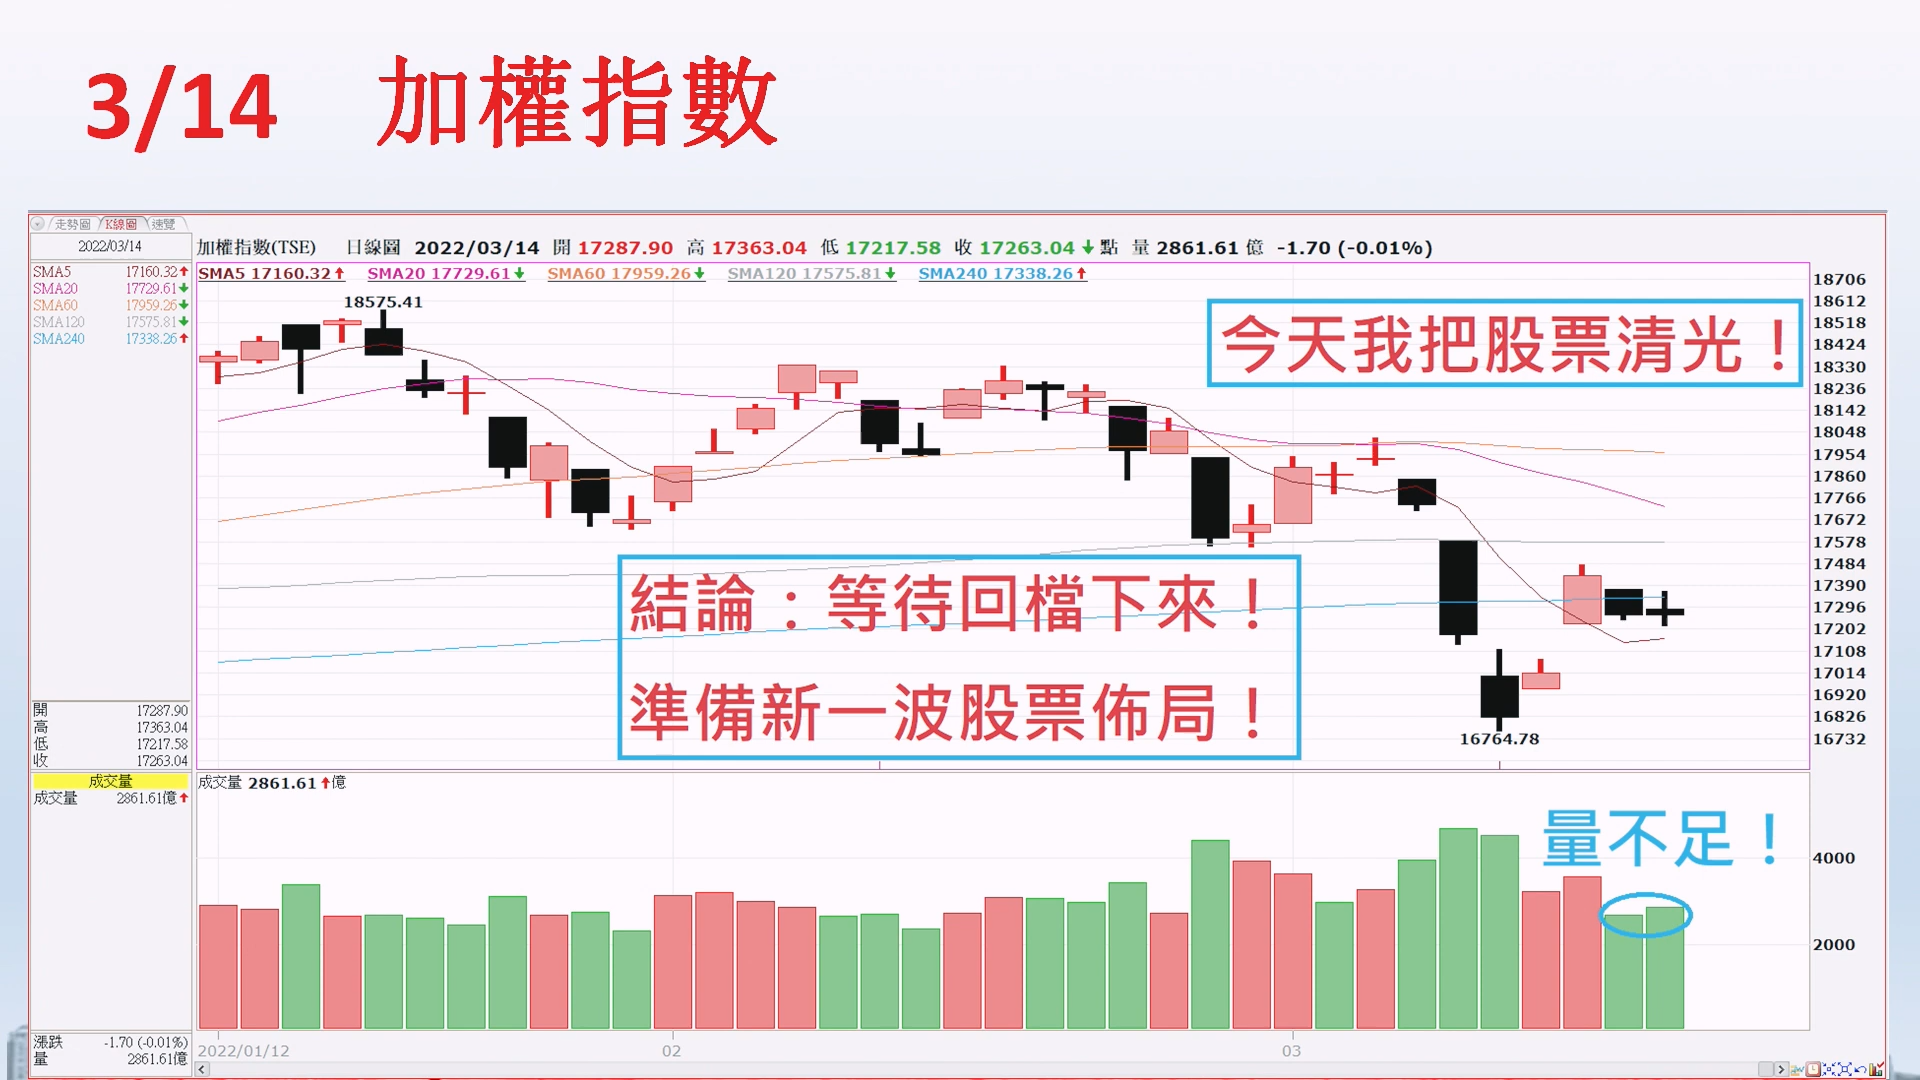 3/14 加權指數
走勢圖 K線圖 速覽
2022/03/14
加權指數(TSE) 日線圖 2022/03/14 開 17287.90 高 17363.04 低 17217.58 收 17263.04↓點 量 2861.61 億 -1.70 (-0.01%)
SMA5 17160.32↑ SMA20 17729.61↓ SMA60 17959.26↓ SMA120 17575.81↓ SMA240 17338.26↑
SMA5 17160.32↑
SMA20 17729.61↓
SMA60 17959.26↓
SMA120 17575.81↓
SMA240 17338.26↑
18575.41
今天我把股票清光！
結論：等待回檔下來！
準備新一波股票佈局！
16764.78
18706
18612
18518
18424
18330
18236
18142
18048
17954
17860
17766
17672
17578
17484
17390
17296
17202
17108
17014
16920
16826
16732
開 17287.90
高 17363.04
低 17217.58
收 17263.04
成交量
成交量 2861.61億↑
成交量 2861.61↑億
量不足！
4000
2000
漲跌 -1.70 (-0.01%)
量 2861.61億
2022/01/12 02 03